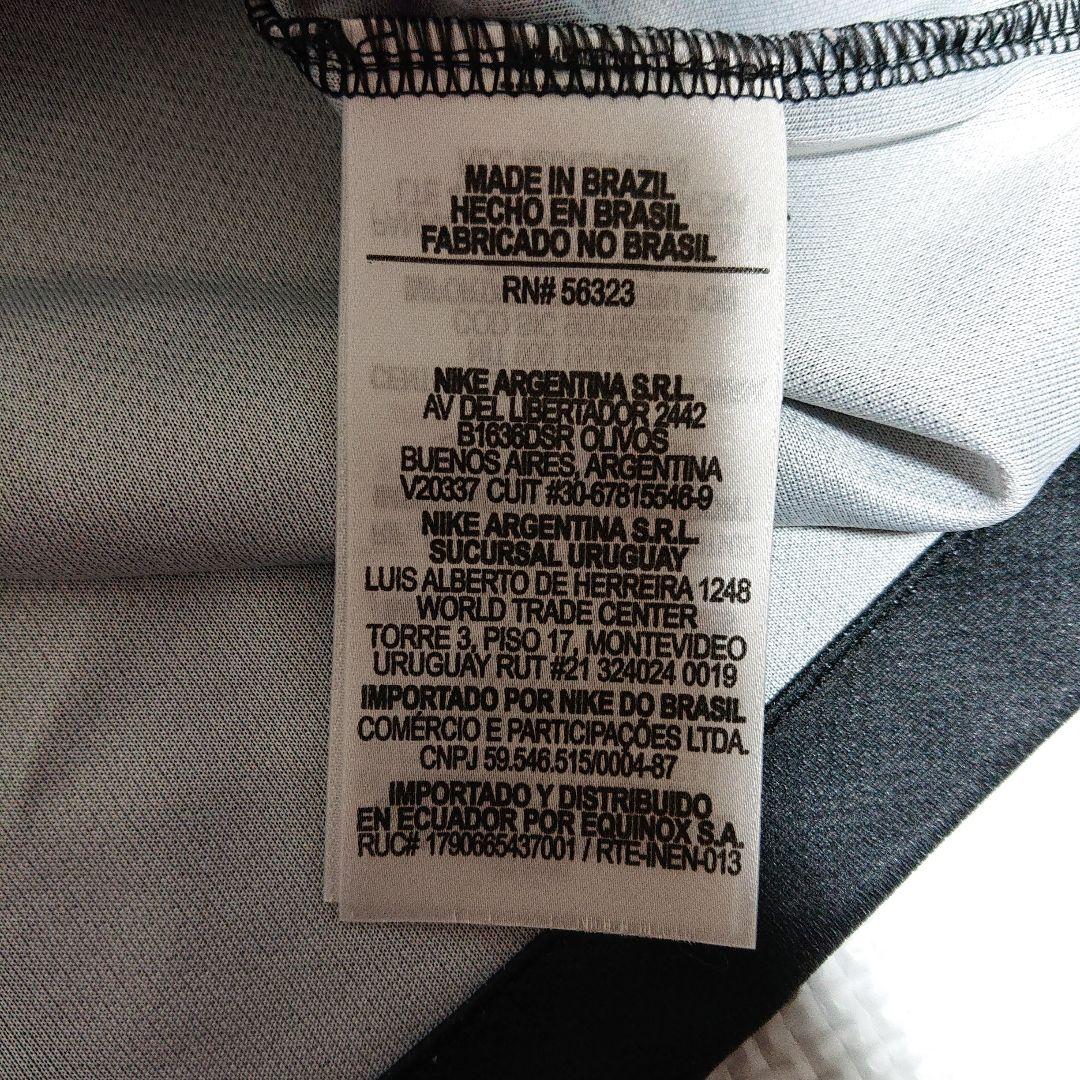 MADE IN BRAZIL
HECHO EN BRASIL
FABRICADO NO BRASIL
RN# 56323
NIKE ARGENTINA S.R.L.
AV DEL LIBERTADOR 2442
B1636DSR OLIVOS
BUENOS AIRES, ARGENTINA
V20337 CUIT #30-67815546-9
NIKE ARGENTINA S.R.L.
SUCURSAL URUGUAY
LUIS ALBERTO DE HERREIRA 1248
WORLD TRADE CENTER
TORRE 3, PISO 17, MONTEVIDEO
URUGUAY RUT #21 324024 0019
IMPORTADO POR NIKE DO BRASIL
COMÉRCIO E PARTICIPAÇÕES LTDA.
CNPJ 59.546.515/0004-87
IMPORTADO Y DISTRIBUIDO
EN ECUADOR POR EQUINOX S.A.
RUC# 1790665437001 / RTE-INEN-013